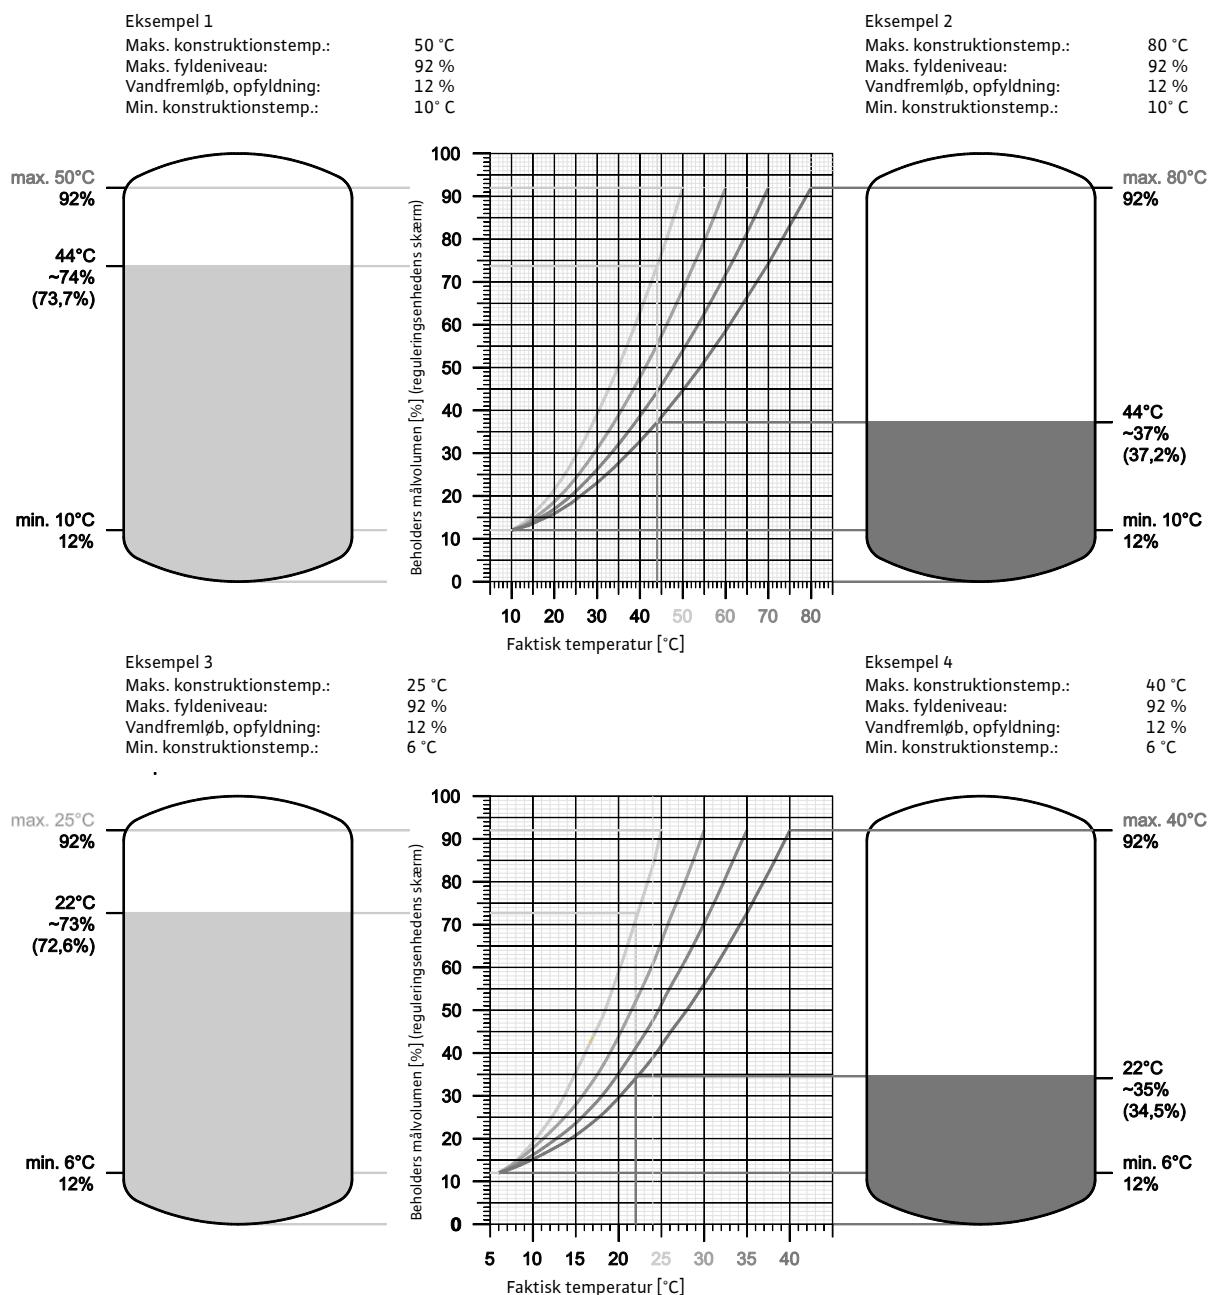 Eksempel 1
Maks. konstruktionstemp.: 50 °C
Maks. fyldeniveau: 92 %
Vandfremløb, opfyldning: 12 %
Min. konstruktionstemp.: 10° C
Eksempel 2
Maks. konstruktionstemp.: 80 °C
Maks. fyldeniveau: 92 %
Vandfremløb, opfyldning: 12 %
Min. konstruktionstemp.: 10° C
max. 50°C
92%
44°C
~74%
(73,7%)
min. 10°C
12%
Beholders målvolumen [%] (reguleringsenhedens skærm)
100
90
80
70
60
50
40
30
20
10
0
10 20 30 40 50 60 70 80
Faktisk temperatur [°C]
max. 80°C
92%
44°C
~37%
(37,2%)
min. 10°C
12%
Eksempel 3
Maks. konstruktionstemp.: 25 °C
Maks. fyldeniveau: 92 %
Vandfremløb, opfyldning: 12 %
Min. konstruktionstemp.: 6 °C
Eksempel 4
Maks. konstruktionstemp.: 40 °C
Maks. fyldeniveau: 92 %
Vandfremløb, opfyldning: 12 %
Min. konstruktionstemp.: 6 °C
max. 25°C
92%
22°C
~73%
(72,6%)
min. 6°C
12%
Beholders målvolumen [%] (reguleringsenhedens skærm)
100
90
80
70
60
50
40
30
20
10
0
5 10 15 20 25 30 35 40
Faktisk temperatur [°C]
max. 40°C
92%
22°C
~35%
(34,5%)
min. 6°C
12%